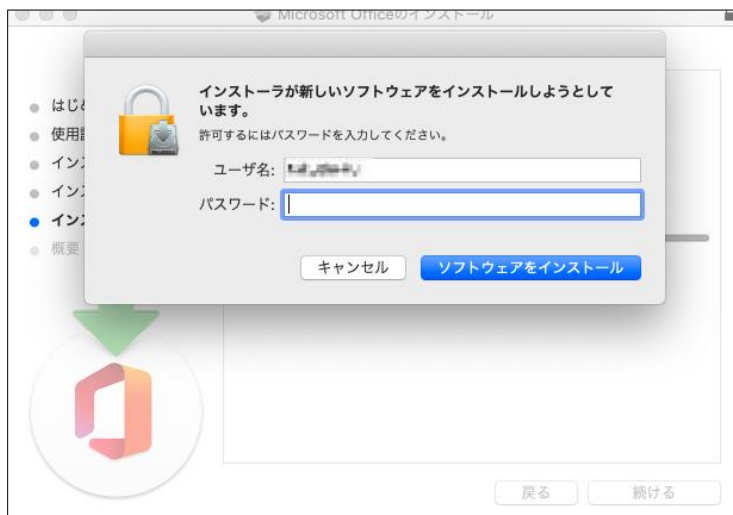 Microsoft Officeのインストール
インストーラが新しいソフトウェアをインストールしようとして
います。
許可するにはパスワードを入力してください。
ユーザ名:
パスワード:
キャンセル
ソフトウェアをインストール
はじ
使用
イン
イン
イン
概要
戻る
続ける